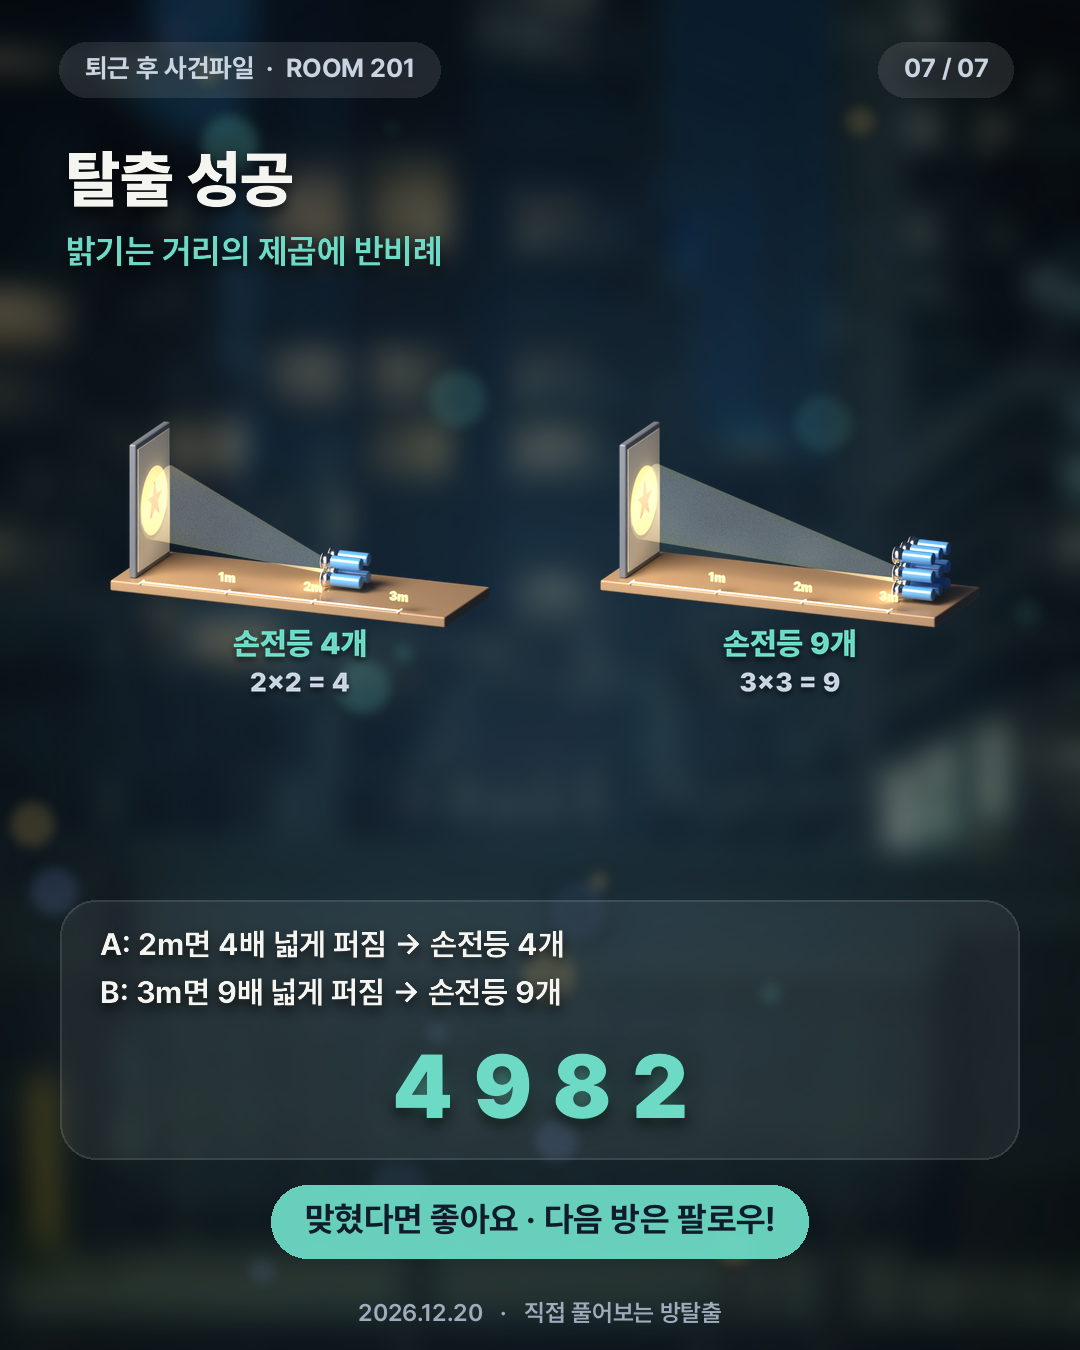 퇴근 후 사건파일 · ROOM 201
07 / 07
탈출 성공
밝기는 거리의 제곱에 반비례
1m
2m
3m
1m
2m
3m
손전등 4개
2×2 = 4
손전등 9개
3×3 = 9
A: 2m면 4배 넓게 퍼짐 → 손전등 4개
B: 3m면 9배 넓게 퍼짐 → 손전등 9개
4 9 8 2
맞혔다면 좋아요 · 다음 방은 팔로우!
2026.12.20 · 직접 풀어보는 방탈출